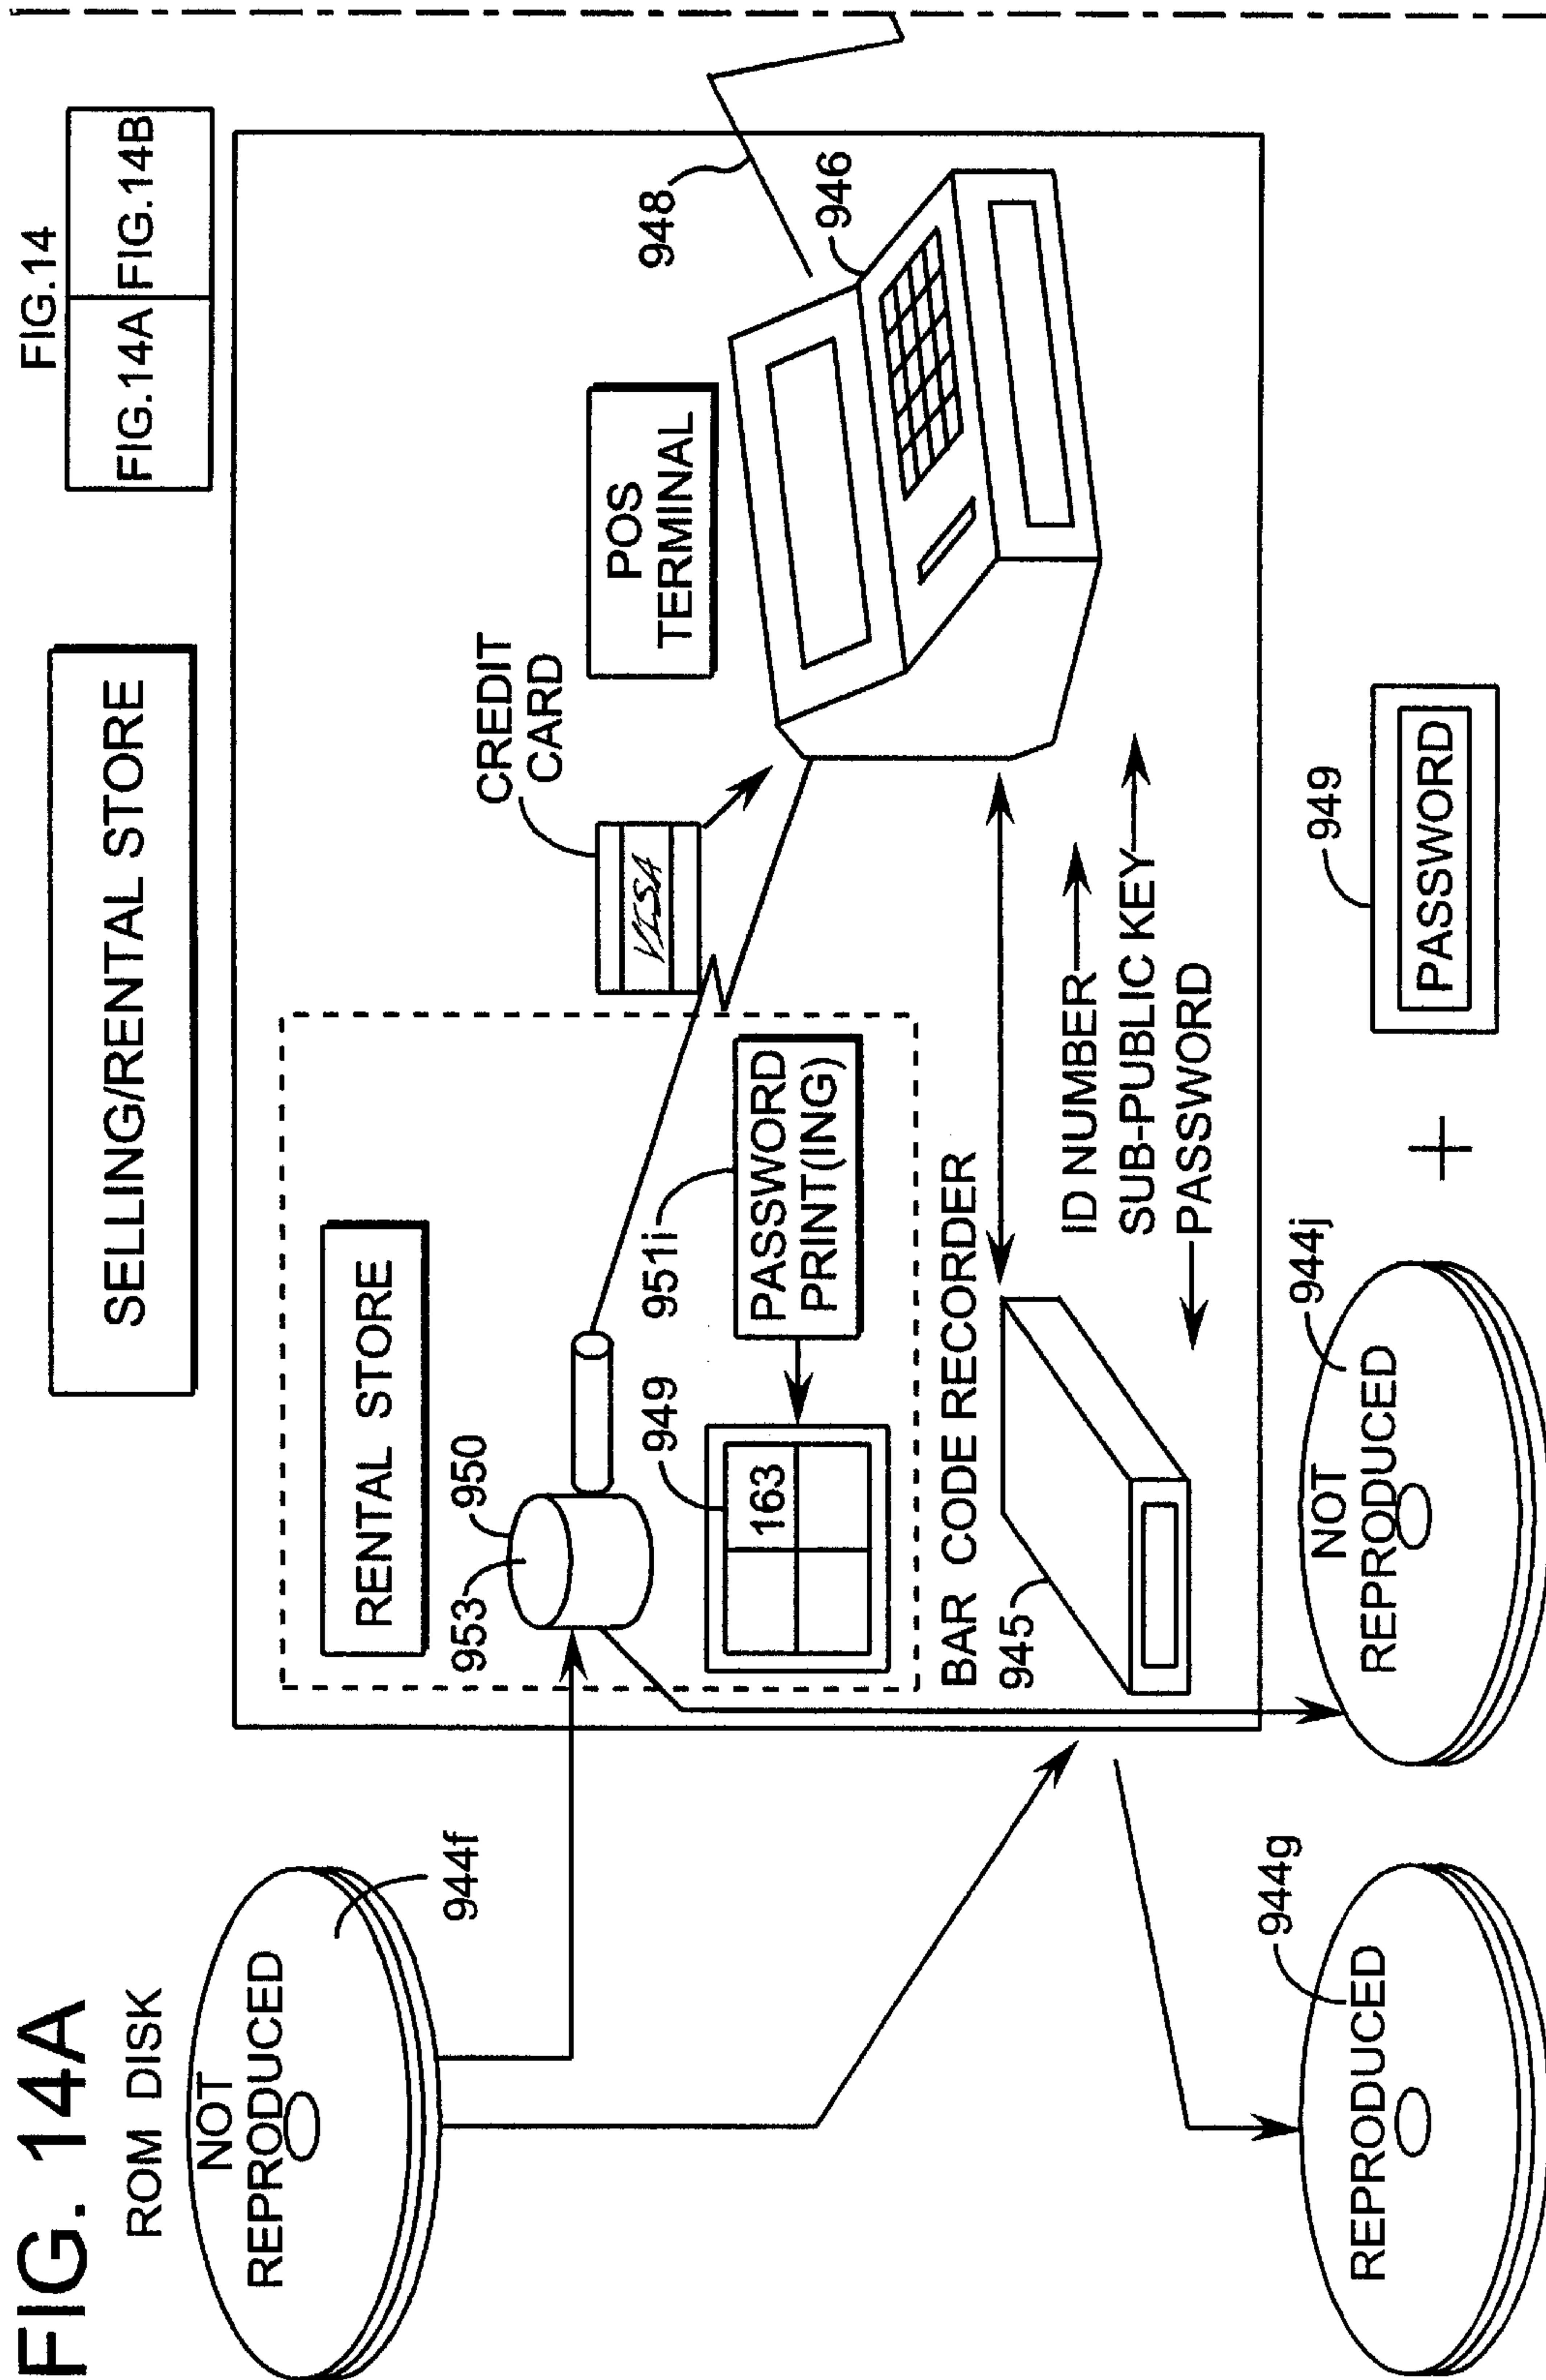 FIG. 14A
FIG.14
FIG.14A
FIG.14B
SELLING/RENTAL STORE
ROM DISK
NOT
REPRODUCED
944f
RENTAL STORE
953
950
949
163
951i
PASSWORD
PRINT(ING)
CREDIT
CARD
VISA
POS
TERMINAL
948
946
BAR CODE RECORDER
945
ID NUMBER
SUB-PUBLIC KEY
PASSWORD
REPRODUCED
944g
NOT
REPRODUCED
944j
+
949
PASSWORD